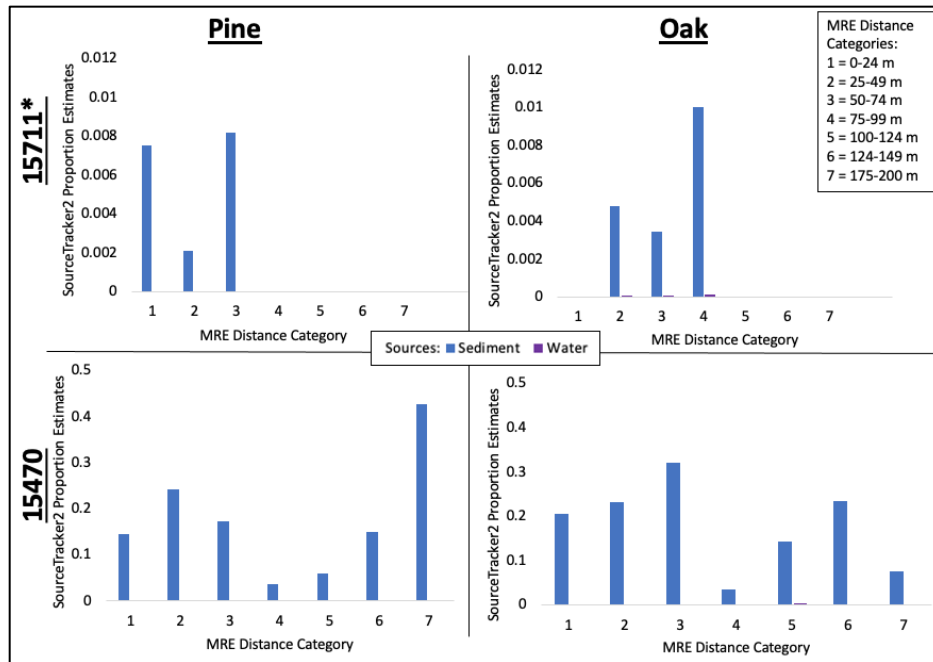 Pine
Oak
MRE Distance
Categories:
1 = 0-24 m
2 = 25-49 m
3 = 50-74 m
4 = 75-99 m
5 = 100-124 m
6 = 124-149 m
7 = 175-200 m
15711*
SourceTracker2 Proportion Estimates
0.012
0.01
0.008
0.006
0.004
0.002
0
1 2 3 4 5 6 7
MRE Distance Category
SourceTracker2 Proportion Estimates
0.012
0.01
0.008
0.006
0.004
0.002
0
1 2 3 4 5 6 7
MRE Distance Category
Sources: Sediment Water
15470
SourceTracker2 Proportion Estimates
0.5
0.4
0.3
0.2
0.1
0
1 2 3 4 5 6 7
MRE Distance Category
SourceTracker2 Proportion Estimates
0.5
0.4
0.3
0.2
0.1
0
1 2 3 4 5 6 7
MRE Distance Category